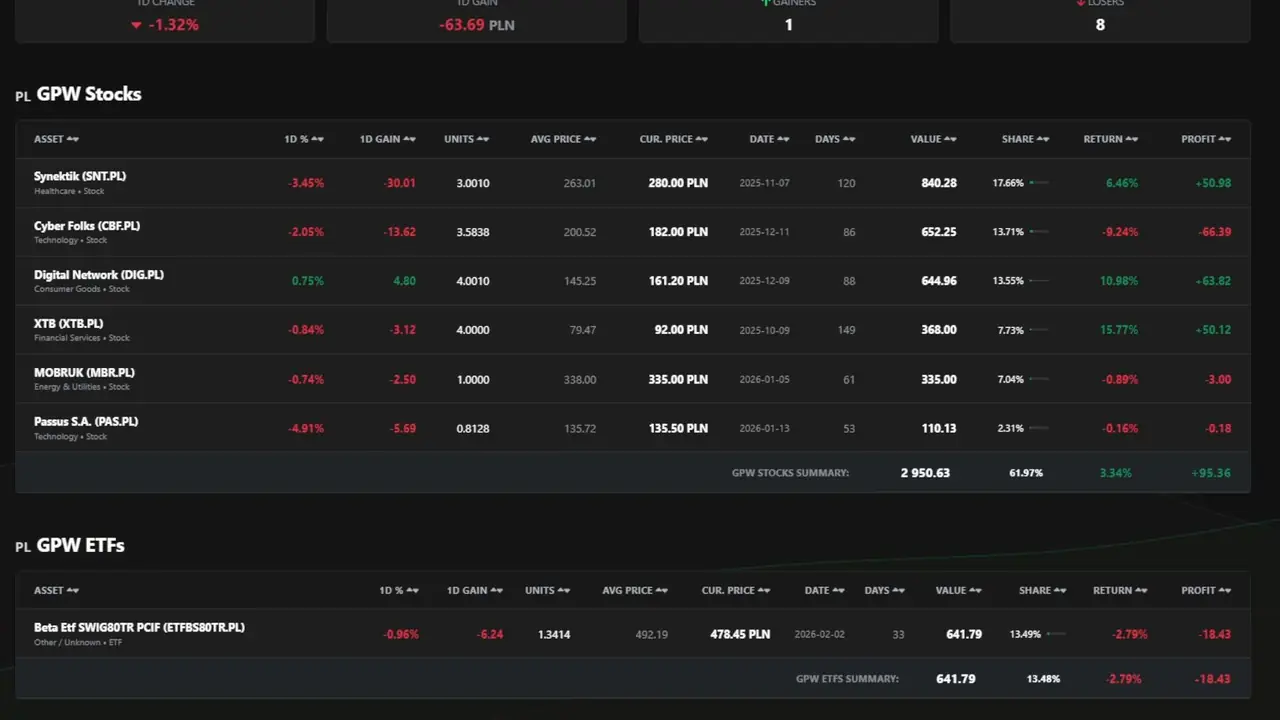 1D CHANGE 1D GAIN GAINERS LOSERS
-1.32% -63.69 PLN 1 8
PL GPW Stocks
ASSET 1D % 1D GAIN UNITS AVG PRICE CUR. PRICE DATE DAYS VALUE SHARE RETURN PROFIT
Synektik (SNT.PL) -3.45% -30.01 3.0010 263.01 280.00 PLN 2025-11-07 120 840.28 17.66% 6.46% +50.98
Healthcare • Stock
Cyber Folks (CBF.PL) -2.05% -13.62 3.5838 200.52 182.00 PLN 2025-12-11 86 652.25 13.71% -9.24% -66.39
Technology • Stock
Digital Network (DIG.PL) 0.75% 4.80 4.0010 145.25 161.20 PLN 2025-12-09 88 644.96 13.55% 10.98% +63.82
Consumer Goods • Stock
XTB (XTB.PL) -0.84% -3.12 4.0000 79.47 92.00 PLN 2025-10-09 149 368.00 7.73% 15.77% +50.12
Financial Services • Stock
MOBRUK (MBR.PL) -0.74% -2.50 1.0000 338.00 335.00 PLN 2026-01-05 61 335.00 7.04% -0.89% -3.00
Energy & Utilities • Stock
Passus S.A. (PAS.PL) -4.91% -5.69 0.8128 135.72 135.50 PLN 2026-01-13 53 110.13 2.31% -0.16% -0.18
Technology • Stock
GPW STOCKS SUMMARY: 2 950.63 61.97% 3.34% +95.36
PL GPW ETFs
ASSET 1D % 1D GAIN UNITS AVG PRICE CUR. PRICE DATE DAYS VALUE SHARE RETURN PROFIT
Beta Etf SWIG80TR PCIF (ETFBS80TR.PL) -0.96% -6.24 1.3414 492.19 478.45 PLN 2026-02-02 33 641.79 13.49% -2.79% -18.43
Other / Unknown • ETF
GPW ETFS SUMMARY: 641.79 13.48% -2.79% -18.43